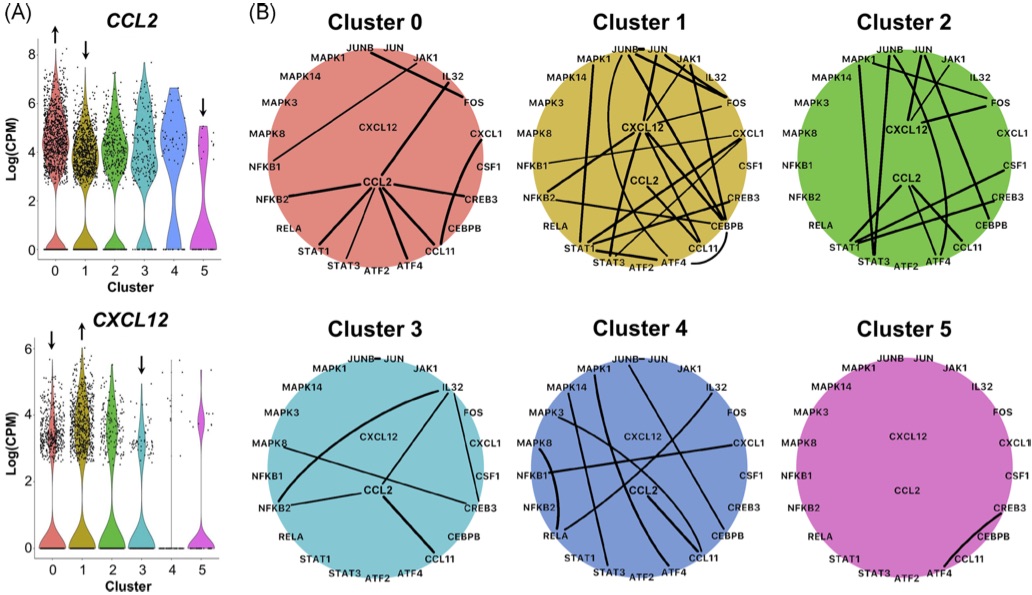 (A)
CCL2
Log(CPM)
8
6
4
2
0
0 1 2 3 4 5
Cluster
CXCL12
Log(CPM)
6
4
2
0
0 1 2 3 4 5
Cluster
(B)
Cluster 0
JUNB JUN
MAPK1 JAK1
MAPK14 IL32
MAPK3 FOS
CXCL12
MAPK8 CXCL1
NFKB1 CSF1
CCL2
NFKB2 CREB3
RELA CEBPB
STAT1 CCL11
STAT3 ATF4
ATF2
Cluster 1
JUNB JUN
MAPK1 JAK1
MAPK14 IL32
MAPK3 FOS
CXCL12
MAPK8 CXCL1
NFKB1 CSF1
CCL2
NFKB2 CREB3
RELA CEBPB
STAT1 CCL11
STAT3 ATF4
ATF2
Cluster 2
JUNB JUN
MAPK1 JAK1
MAPK14 IL32
MAPK3 FOS
CXCL12
MAPK8 CXCL1
NFKB1 CSF1
CCL2
NFKB2 CREB3
RELA CEBPB
STAT1 CCL11
STAT3 ATF4
ATF2
Cluster 3
JUNB JUN
MAPK1 JAK1
MAPK14 IL32
MAPK3 FOS
CXCL12
MAPK8 CXCL1
NFKB1 CSF1
CCL2
NFKB2 CREB3
RELA CEBPB
STAT1 CCL11
STAT3 ATF4
ATF2
Cluster 4
JUNB JUN
MAPK1 JAK1
MAPK14 IL32
MAPK3 FOS
CXCL12
MAPK8 CXCL1
NFKB1 CSF1
CCL2
NFKB2 CREB3
RELA CEBPB
STAT1 CCL11
STAT3 ATF4
ATF2
Cluster 5
JUNB JUN
MAPK1 JAK1
MAPK14 IL32
MAPK3 FOS
CXCL12
MAPK8 CXCL1
NFKB1 CSF1
CCL2
NFKB2 CREB3
RELA CEBPB
STAT1 CCL11
STAT3 ATF4
ATF2